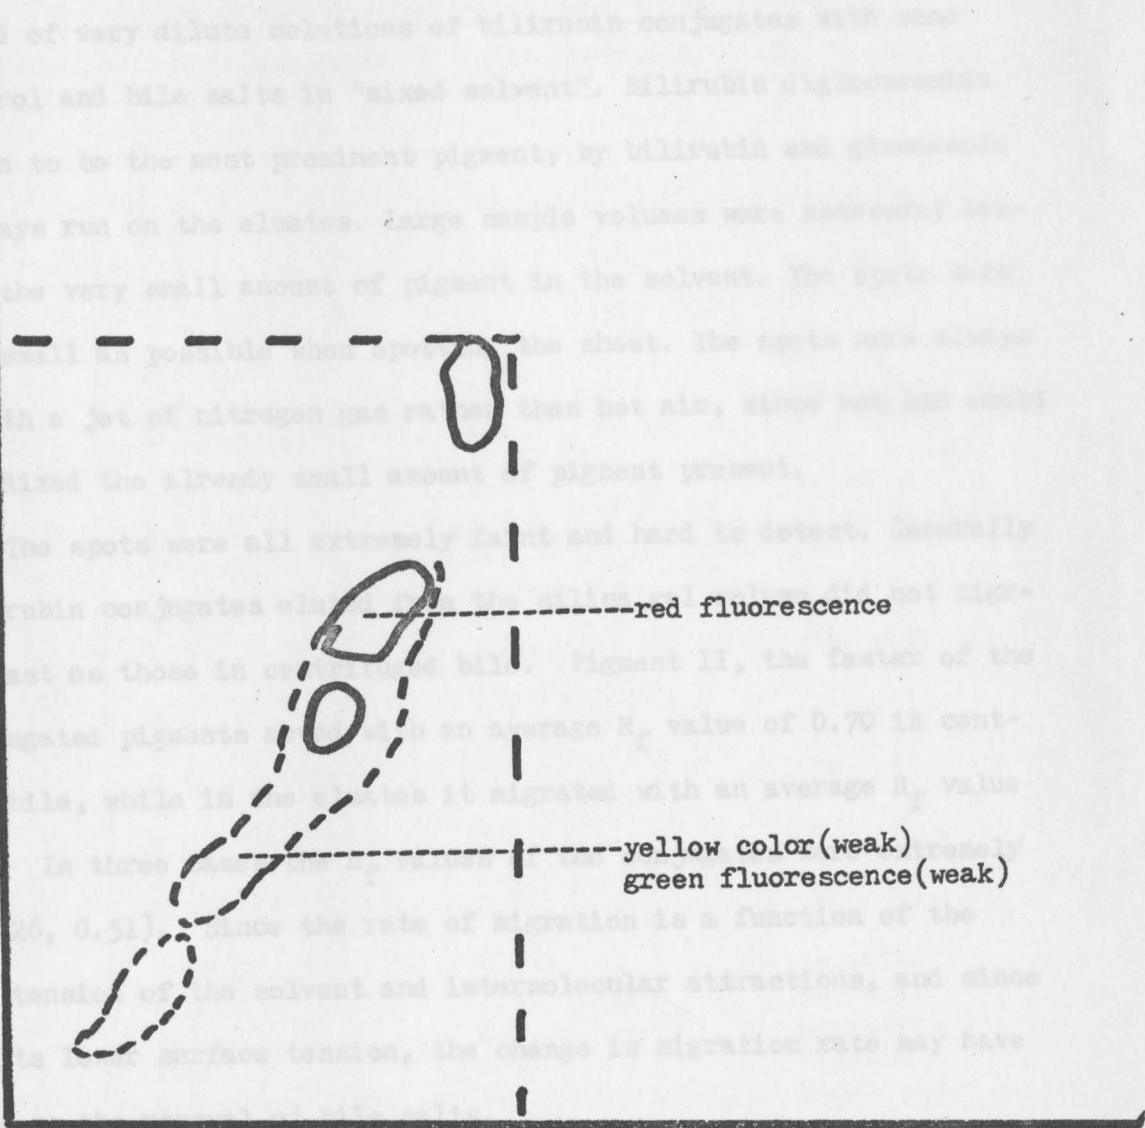 of very dilute solutions of bilirubin conjugates with some
rol and bile salts in "mixed solvent". Bilirubin diglucuronide
n to be the most prominent pigment, by bilirubin and glucuronic
ays run on the eluates. Large sample volumes were necessary bec-
the very small amount of pigment in the solvent. The spots were
small as possible when spotting the sheet. The spots were always
th a jet of nitrogen gas rather than hot air, since hot air could
lized the already small amount of pigment present.
The spots were all extremely faint and hard to detect. Generally
rubin conjugates eluted from the silica gel column did not migr-
red fluorescence
ast as those in centrifuged bile. Pigment II, the faster of the
ugated pigments moved with an average Rf value of 0.70 in cent-
bile, while in the eluates it migrated with an average Rf value
yellow color(weak)
In three cases the Rf values of the conjugates were extremely
green fluorescence(weak)
26, 0.51). Since the rate of migration is a function of the
tension of the solvent and intermolecular attractions, and since
ts lower surface tension, the change in migration rate may have
the removal of bile salts.